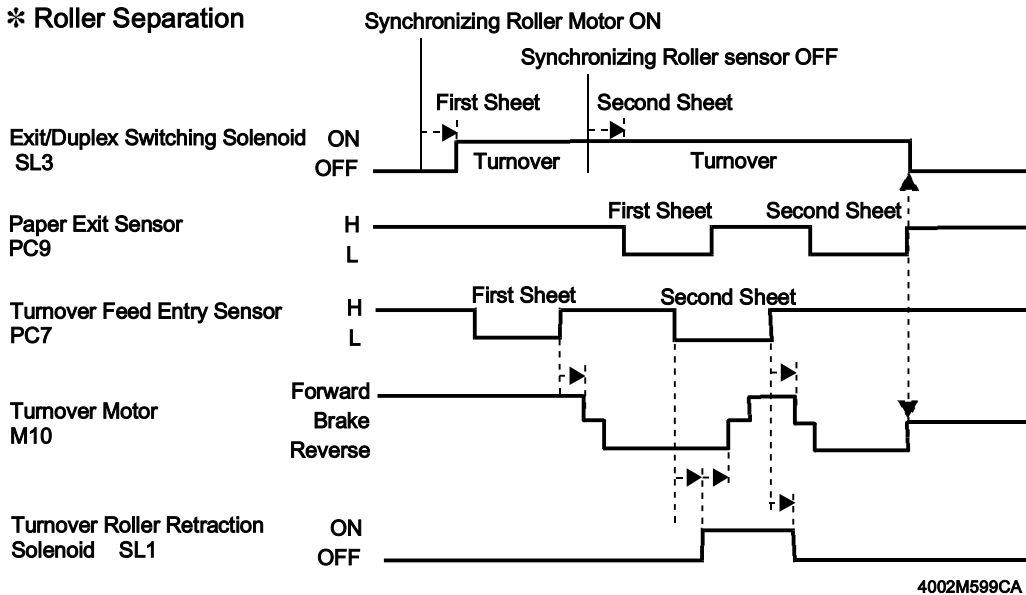 ✻ Roller Separation
Synchronizing Roller Motor ON
Synchronizing Roller sensor OFF
First Sheet
Second Sheet
Exit/Duplex Switching Solenoid
SL3
ON
OFF
Turnover
Turnover
Paper Exit Sensor
PC9
H
L
First Sheet
Second Sheet
Turnover Feed Entry Sensor
PC7
H
L
First Sheet
Second Sheet
Turnover Motor
M10
Forward
Brake
Reverse
Turnover Roller Retraction
Solenoid SL1
ON
OFF
4002M599CA